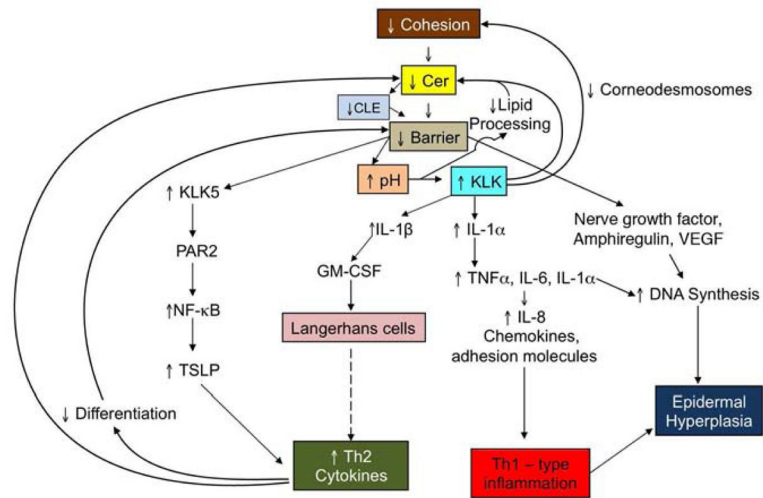 ↓ Cohesion
↓ Cer
↓ Corneodesmosomes
↓CLE
↓Lipid
Processing
↓ Barrier
↑ pH
↑ KLK
↑ KLK5
↑IL-1β
↑ IL-1α
Nerve growth factor,
Amphiregulin, VEGF
PAR2
GM-CSF
↑ TNFα, IL-6, IL-1α
↑ DNA Synthesis
↑NF-κB
Langerhans cells
↑ IL-8
Chemokines,
adhesion molecules
↑ TSLP
↓ Differentiation
Epidermal
Hyperplasia
↑ Th2
Cytokines
Th1 – type
inflammation